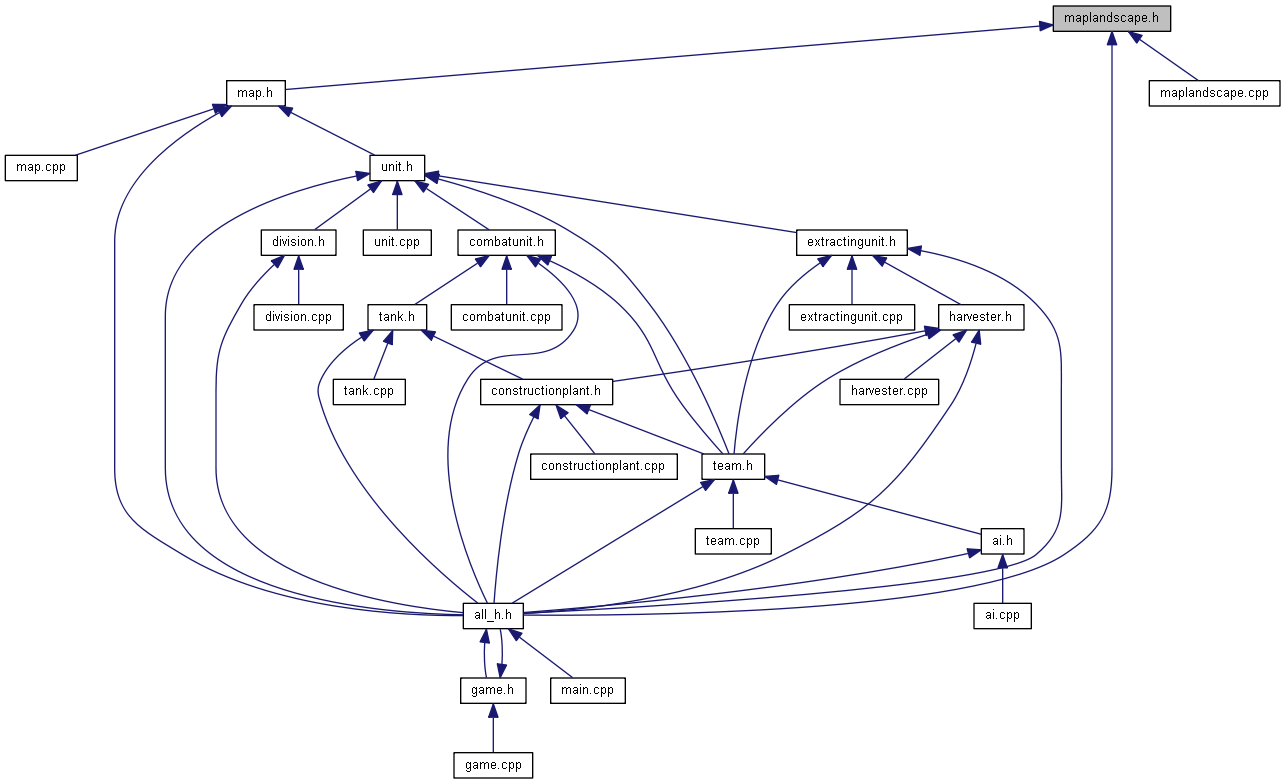 maplandscape.h
map.h
maplandscape.cpp
map.cpp
unit.h
division.h
unit.cpp
combatunit.h
extractingunit.h
division.cpp
tank.h
combatunit.cpp
extractingunit.cpp
harvester.h
tank.cpp
constructionplant.h
harvester.cpp
constructionplant.cpp
team.h
team.cpp
ai.h
all_h.h
ai.cpp
game.h
main.cpp
game.cpp